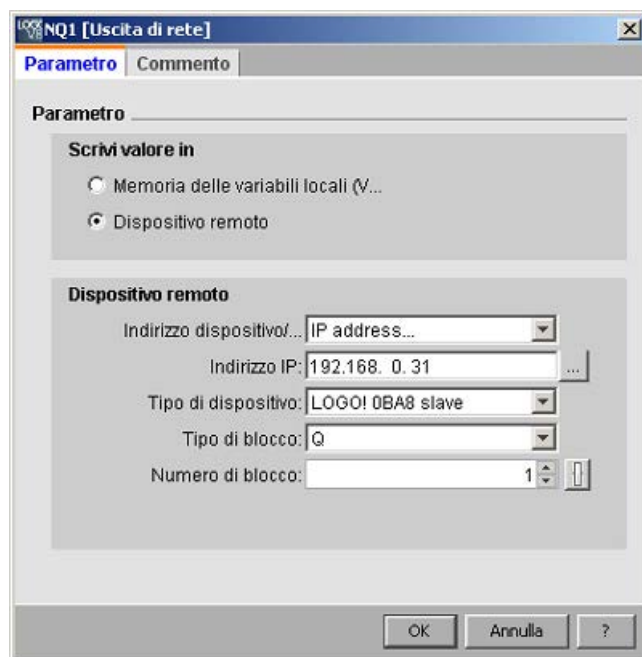 NQ1 [Uscita di rete]
Parametro Commento
Parametro
Scrivi valore in
Memoria delle variabili locali (V...
Dispositivo remoto
Dispositivo remoto
Indirizzo dispositivo/... IP address...
Indirizzo IP: 192.168. 0. 31 ...
Tipo di dispositivo: LOGO! 0BA8 slave
Tipo di blocco: Q
Numero di blocco: 1
OK Annulla ?